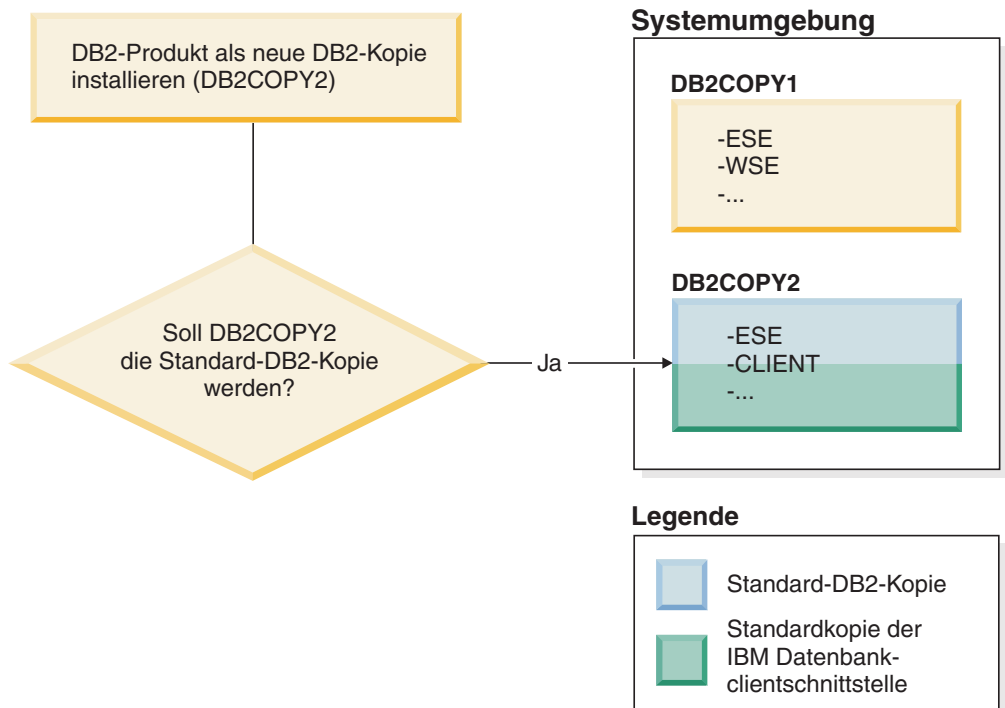 DB2-Produkt als neue DB2-Kopie
installieren (DB2COPY2)
Soll DB2COPY2
die Standard-DB2-Kopie
werden?
Ja
Systemumgebung
DB2COPY1
-ESE
-WSE
-...
DB2COPY2
-ESE
-CLIENT
-...
Legende
Standard-DB2-Kopie
Standardkopie der
IBM Datenbank-
clientschnittstelle